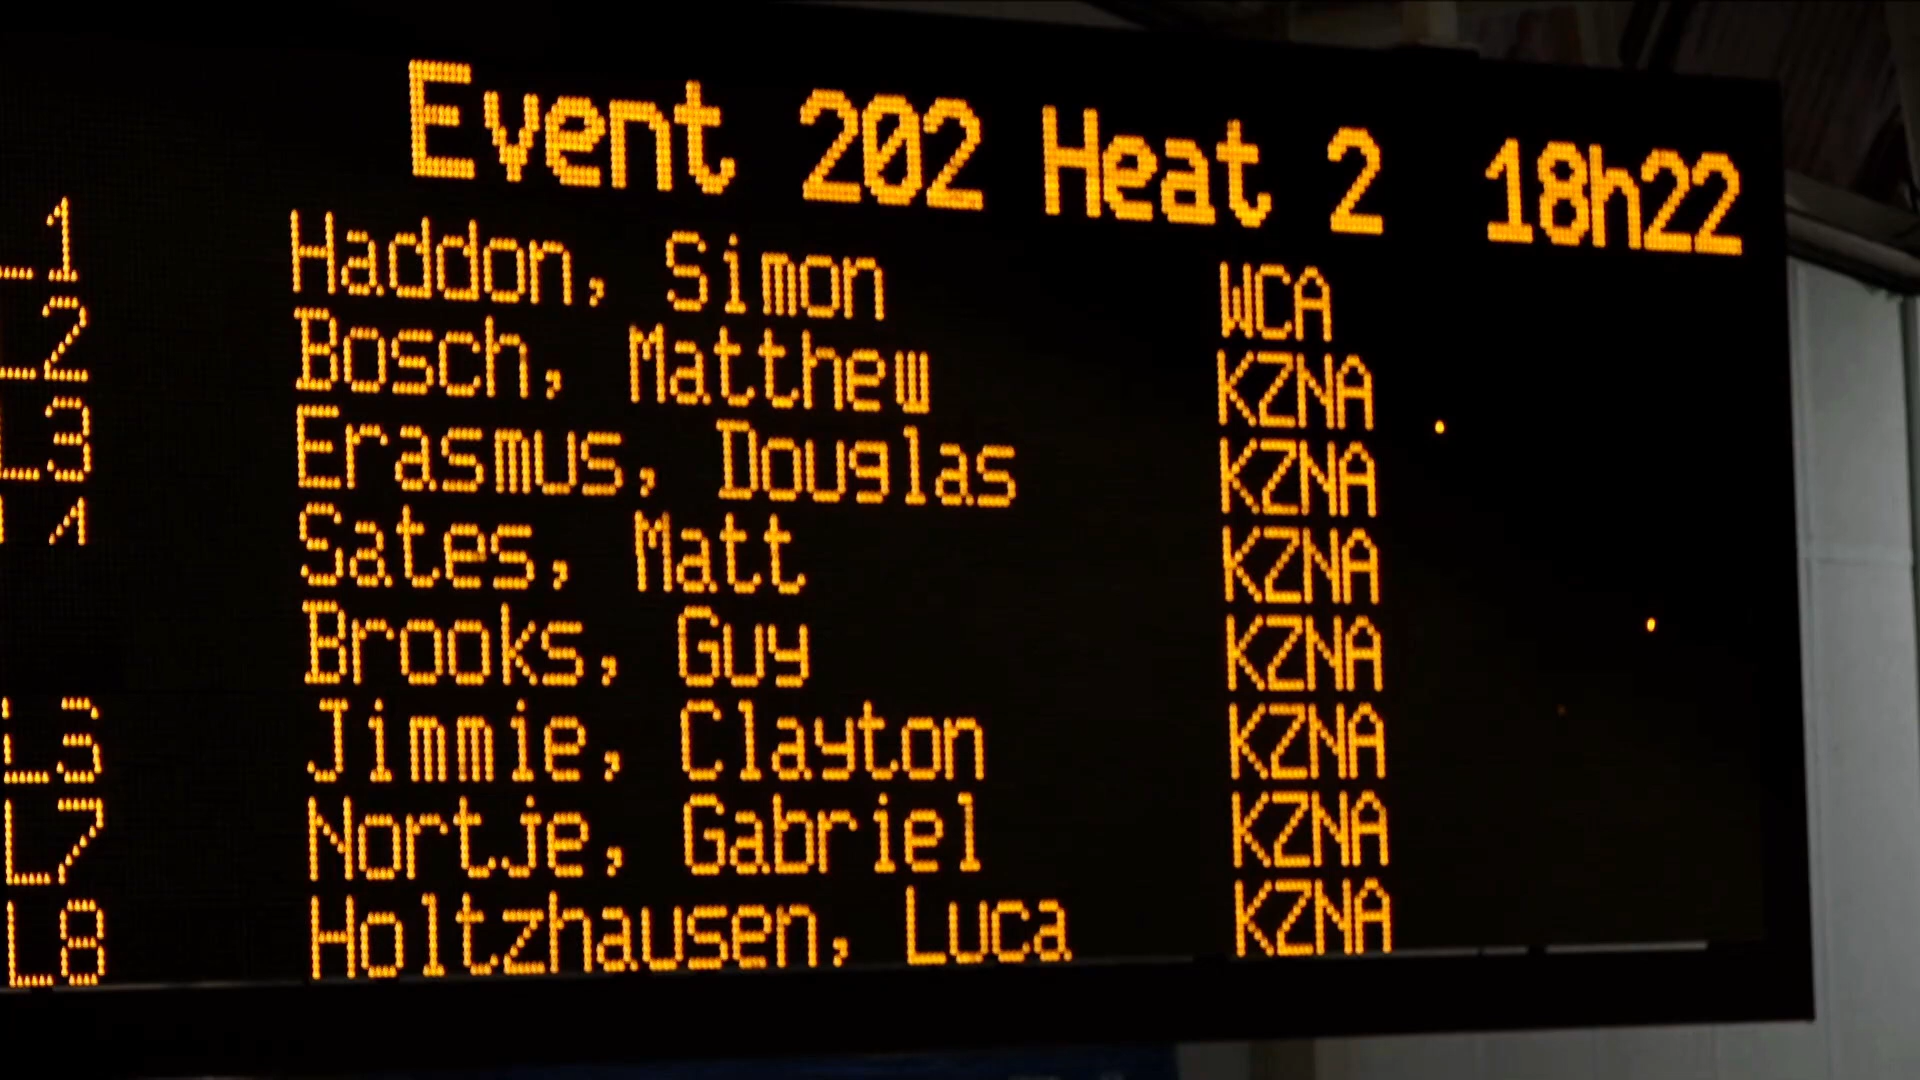 Event 202 Heat 2 18h22
L1 Haddon, Simon WCA
L2 Bosch, Matthew KZNA
L3 Erasmus, Douglas KZNA
Sates, Matt KZNA
Brooks, Guy KZNA
Jimmie, Clayton KZNA
L7 Nortje, Gabriel KZNA
L8 Holtzhausen, Luca KZNA